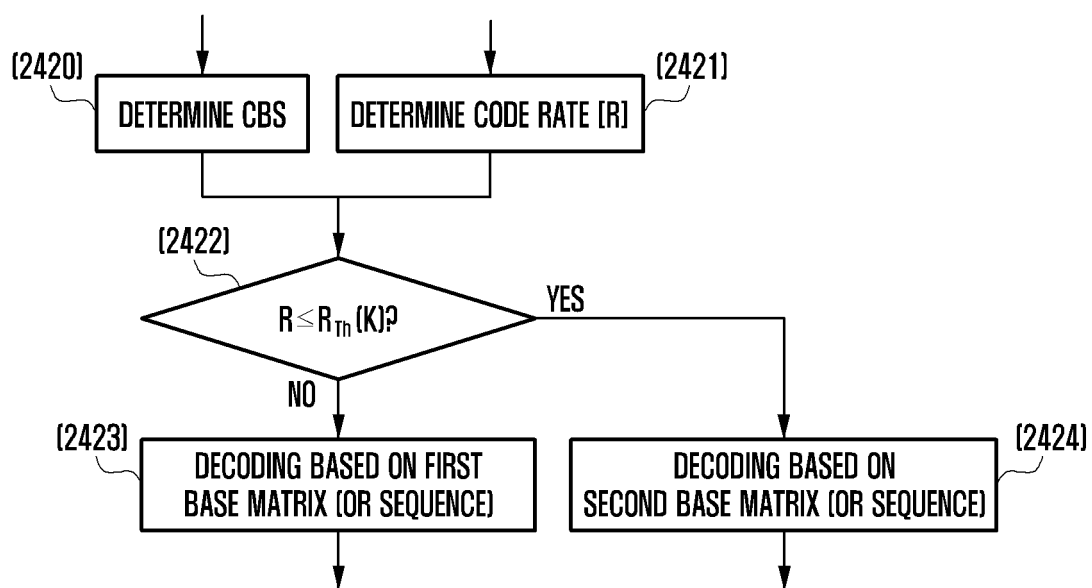 (2420)
DETERMINE CBS
(2421)
DETERMINE CODE RATE [R]
(2422)
R≤R_Th(K)?
YES
NO
(2423)
DECODING BASED ON FIRST
BASE MATRIX (OR SEQUENCE)
(2424)
DECODING BASED ON
SECOND BASE MATRIX (OR SEQUENCE)